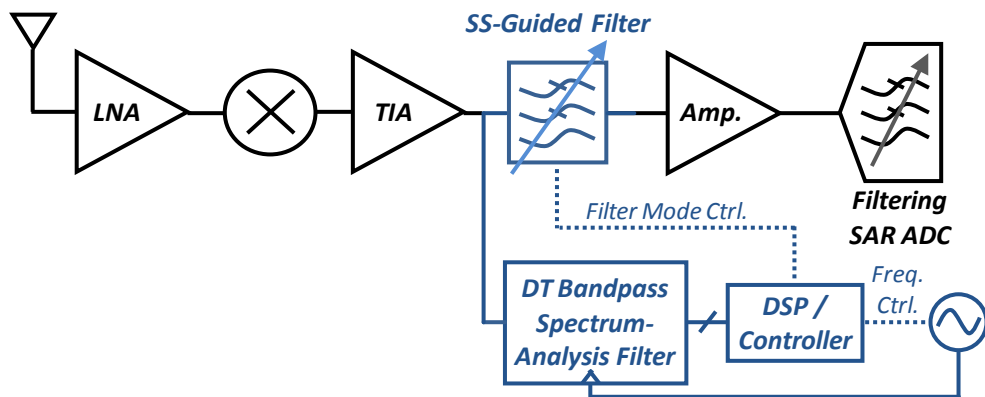 SS-Guided Filter
LNA
TIA
Amp.
Filtering
SAR ADC
Filter Mode Ctrl.
Freq.
Ctrl.
DT Bandpass
Spectrum-
Analysis Filter
DSP /
Controller